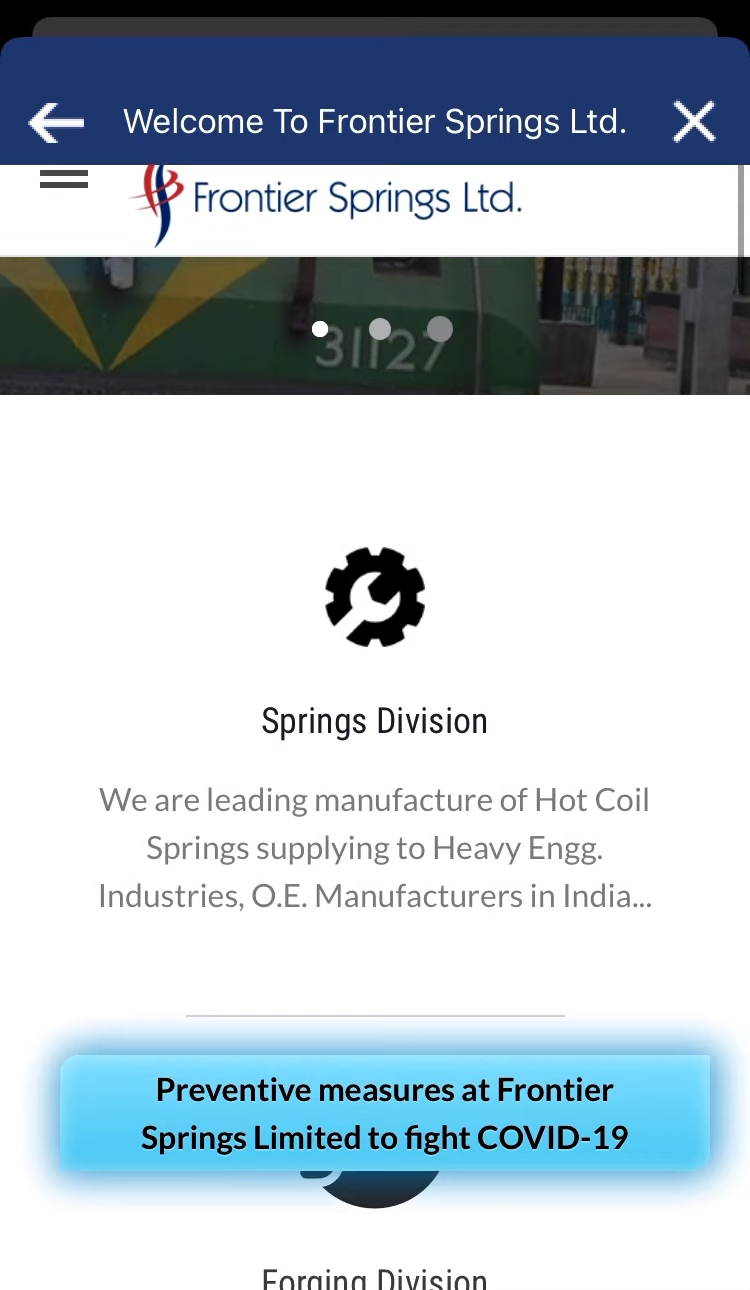 Welcome To Frontier Springs Ltd.
Frontier Springs Ltd.
31127
Springs Division
We are leading manufacture of Hot Coil
Springs supplying to Heavy Engg.
Industries, O.E. Manufacturers in India...
Preventive measures at Frontier
Springs Limited to fight COVID-19
Forging Division